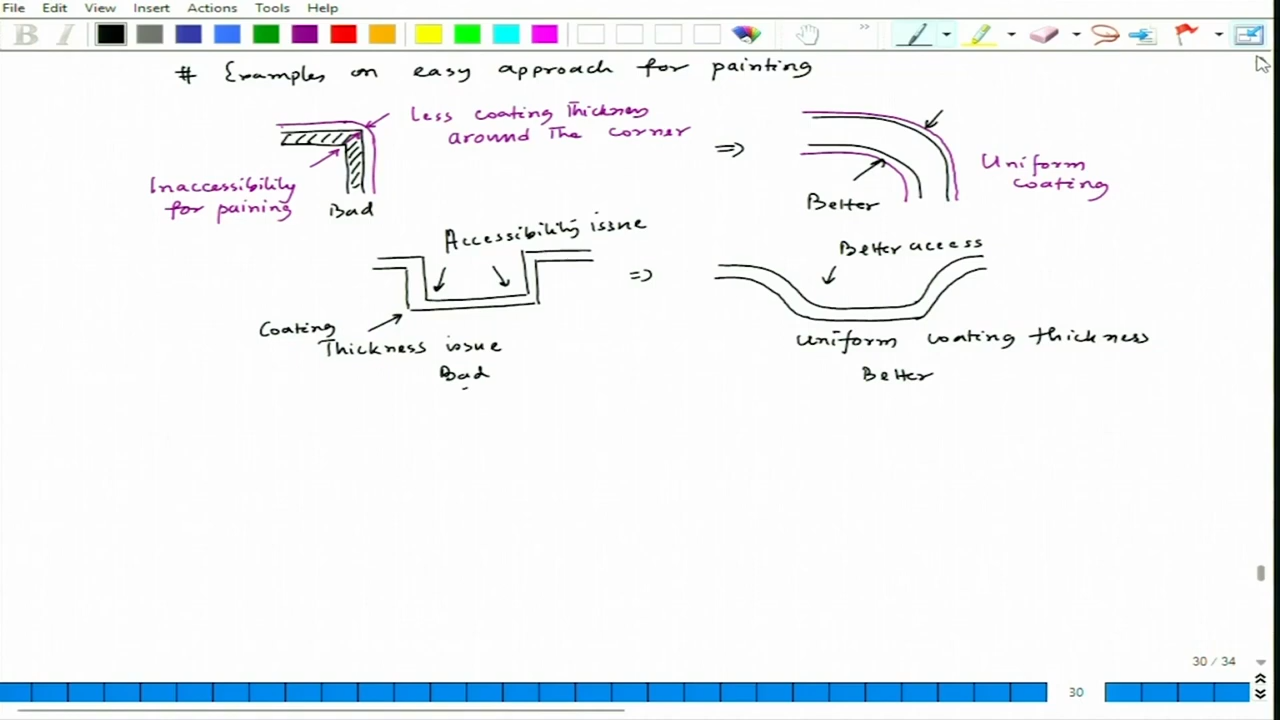 File Edit View Insert Actions Tools Help
B I
# Examples on easy approach for painting
Less coating Thickness
around The corner
Inaccessibility
for paining
Bad
Uniform
coating
Better
Accessibility issue
Coating
Thickness issue
Bad
Better access
Uniform coating thickness
Better
30 / 34
30